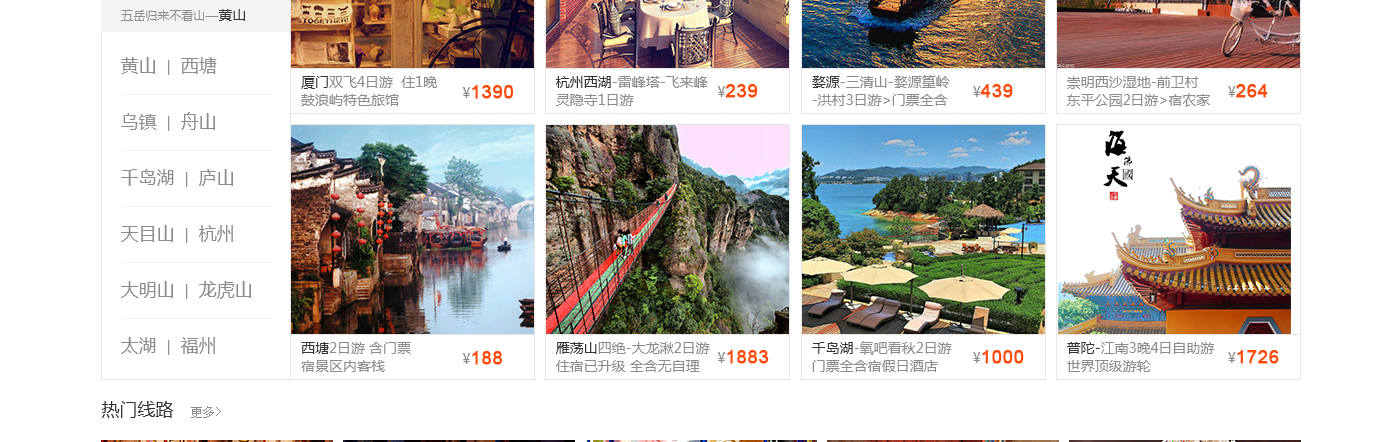 五岳归来不看山—黄山
黄山 | 西塘
乌镇 | 舟山
千岛湖 | 庐山
天目山 | 杭州
大明山 | 龙虎山
太湖 | 福州
TOGETHER!
厦门双飞4日游 住1晚
鼓浪屿特色旅馆
¥1390
杭州西湖-雷峰塔-飞来峰
灵隐寺1日游
¥239
婺源-三清山-婺源篁岭
-洪村3日游>门票全含
¥439
崇明西沙湿地-前卫村
东平公园2日游>宿农家
¥264
西塘2日游 含门票
宿景区内客栈
¥188
雁荡山四绝-大龙湫2日游
住宿已升级 全含无自理
¥1883
千岛湖-氧吧看秋2日游
门票全含宿假日酒店
¥1000
海天
佛國
普陀-江南3晚4日自助游
世界顶级游轮
¥1726
热门线路 更多>